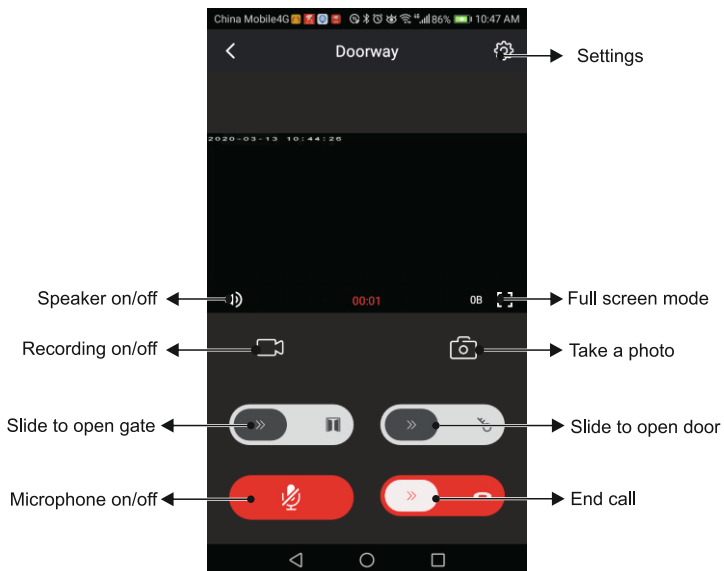 China Mobile4G 86% 10:47 AM
Doorway
Settings
2020-03-13 10:44:26
Speaker on/off
00:01
0B
Full screen mode
Recording on/off
Take a photo
Slide to open gate
Slide to open door
Microphone on/off
End call